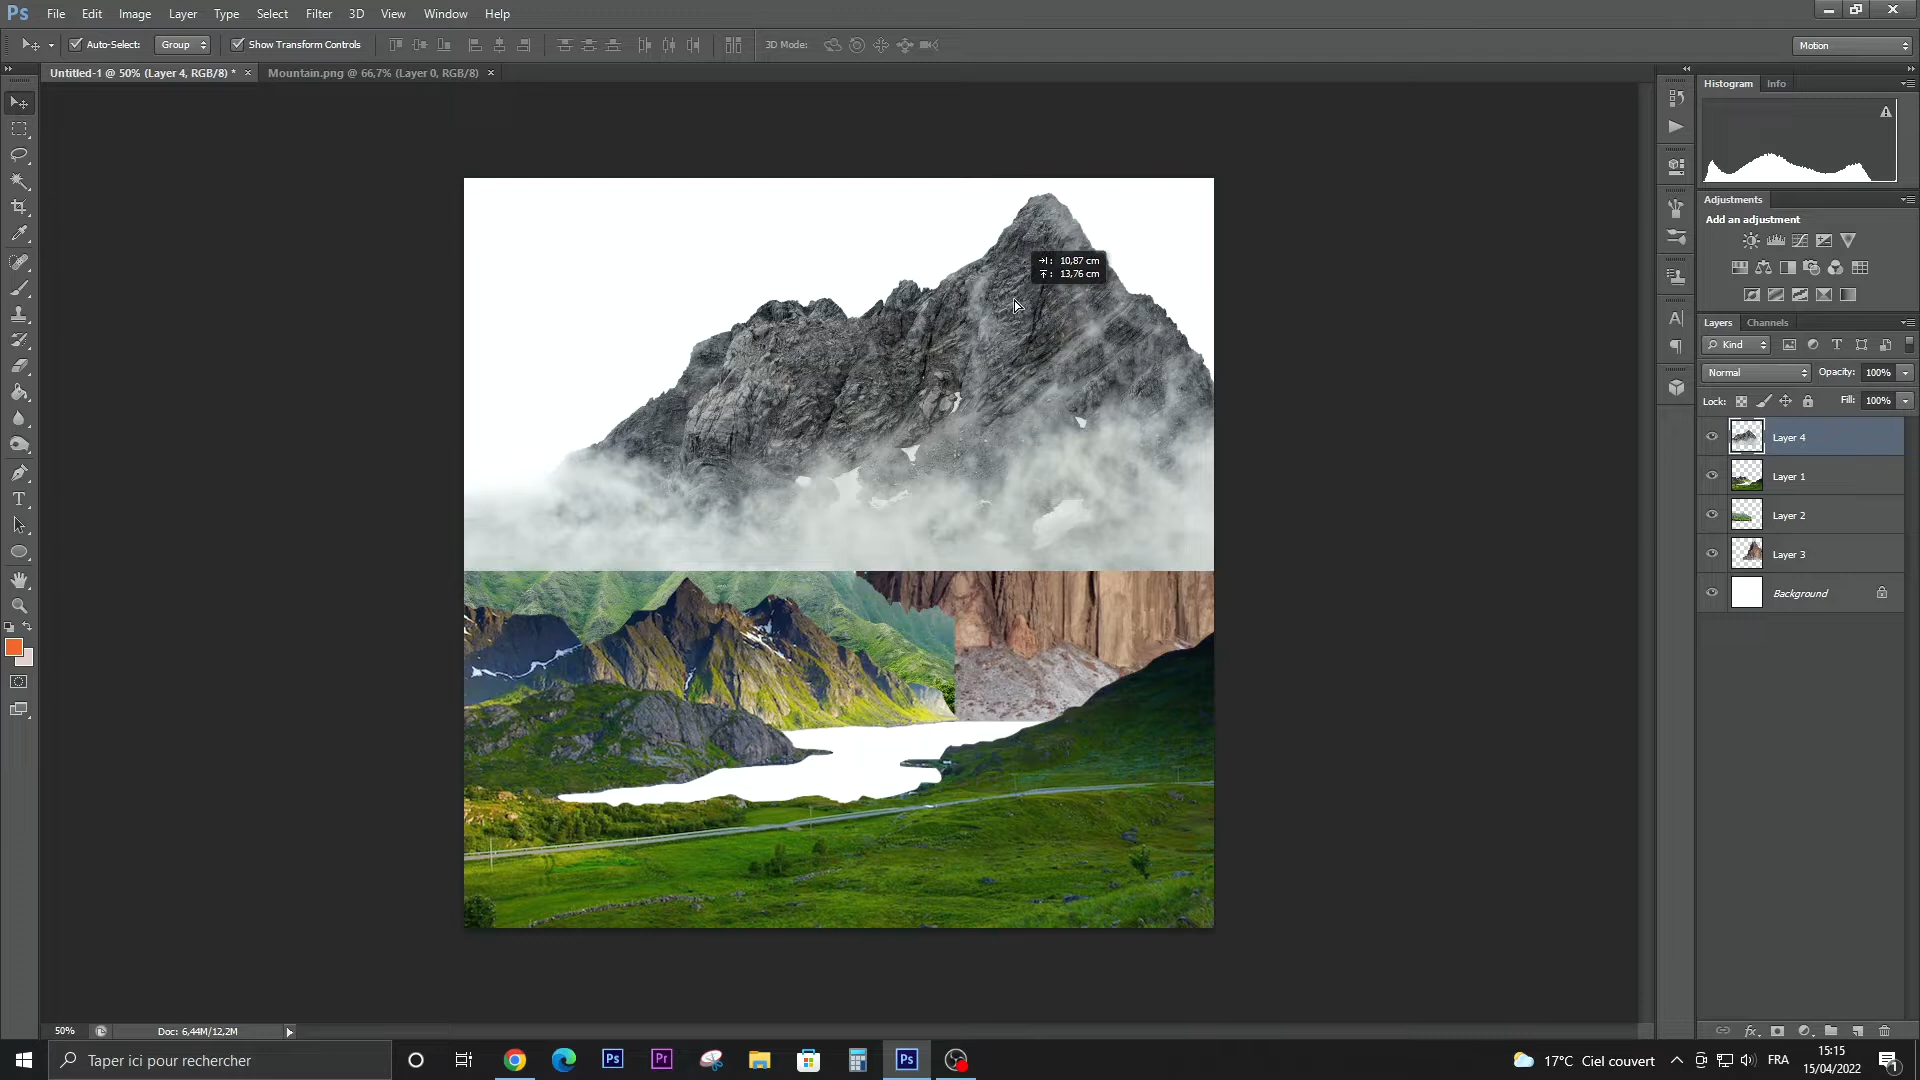 Ps File Edit Image Layer Type Select Filter 3D View Window Help
Auto-Select: Group Show Transform Controls 3D Mode: Motion
Untitled-1 @ 50% (Layer 4, RGB/8) * × Mountain.png @ 66,7% (Layer 0, RGB/8) ×
Histogram Info
Adjustments
Add an adjustment
10,87 cm
13,76 cm
Layers Channels
Kind
Normal Opacity: 100%
Lock: Fill: 100%
Layer 4
Layer 1
Layer 2
Layer 3
Background
50% Doc: 6,44M/12,2M
Taper ici pour rechercher
Ps Pr Ps
17°C Ciel couvert FRA 15:15
15/04/2022
1